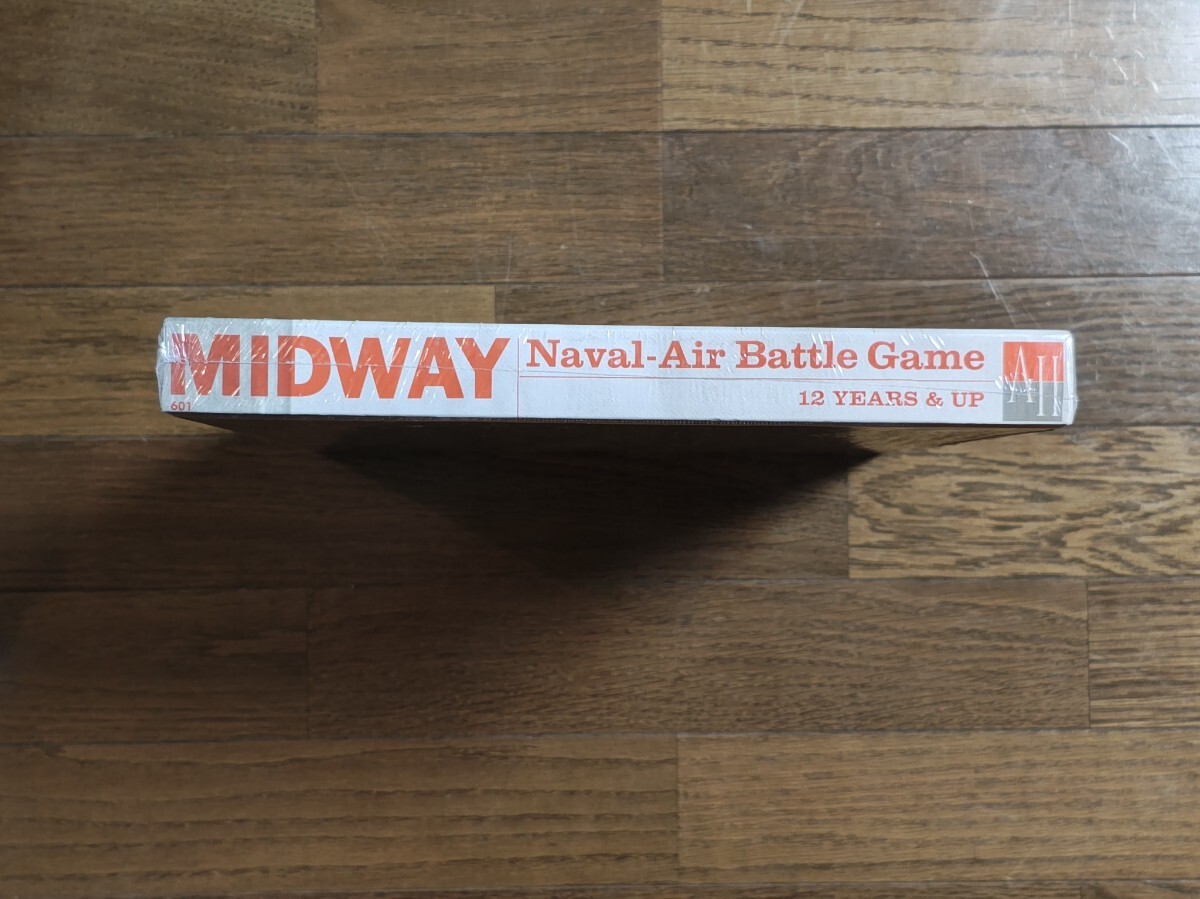 MIDWAY
601
Naval-Air Battle Game
12 YEARS & UP
AH